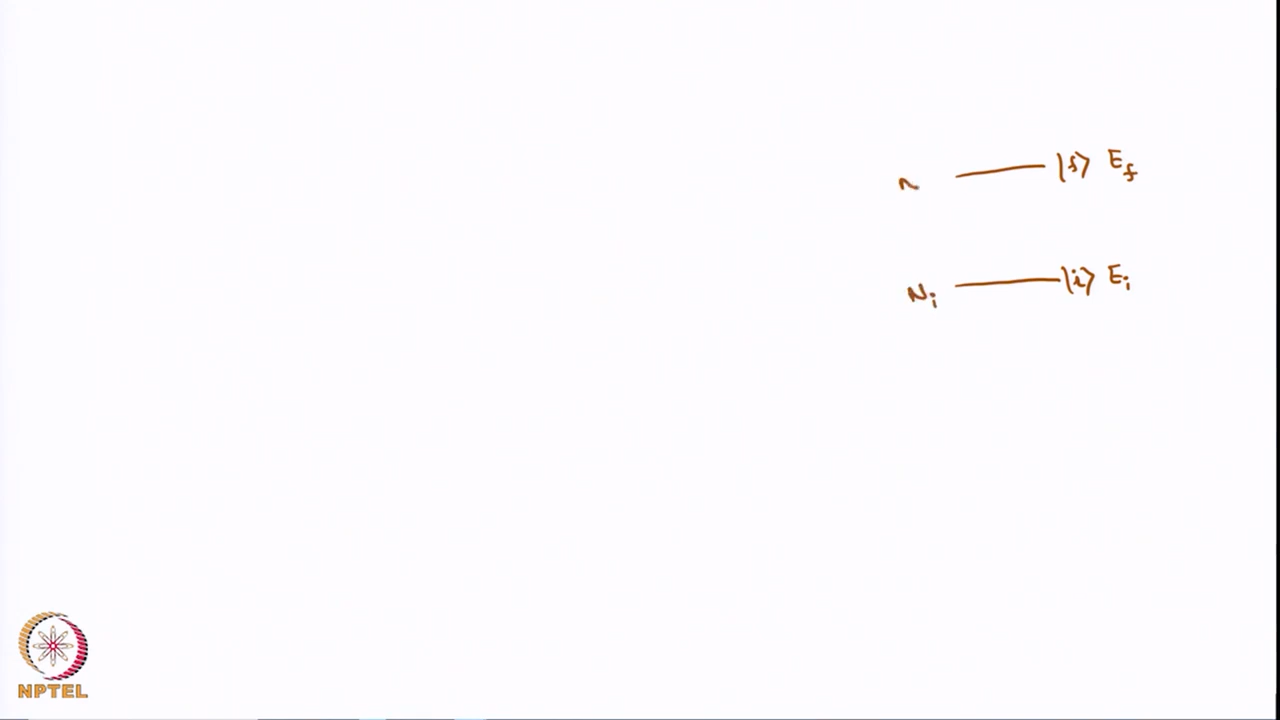 |f⟩ E_f
N_i |i⟩ E_i
NPTEL